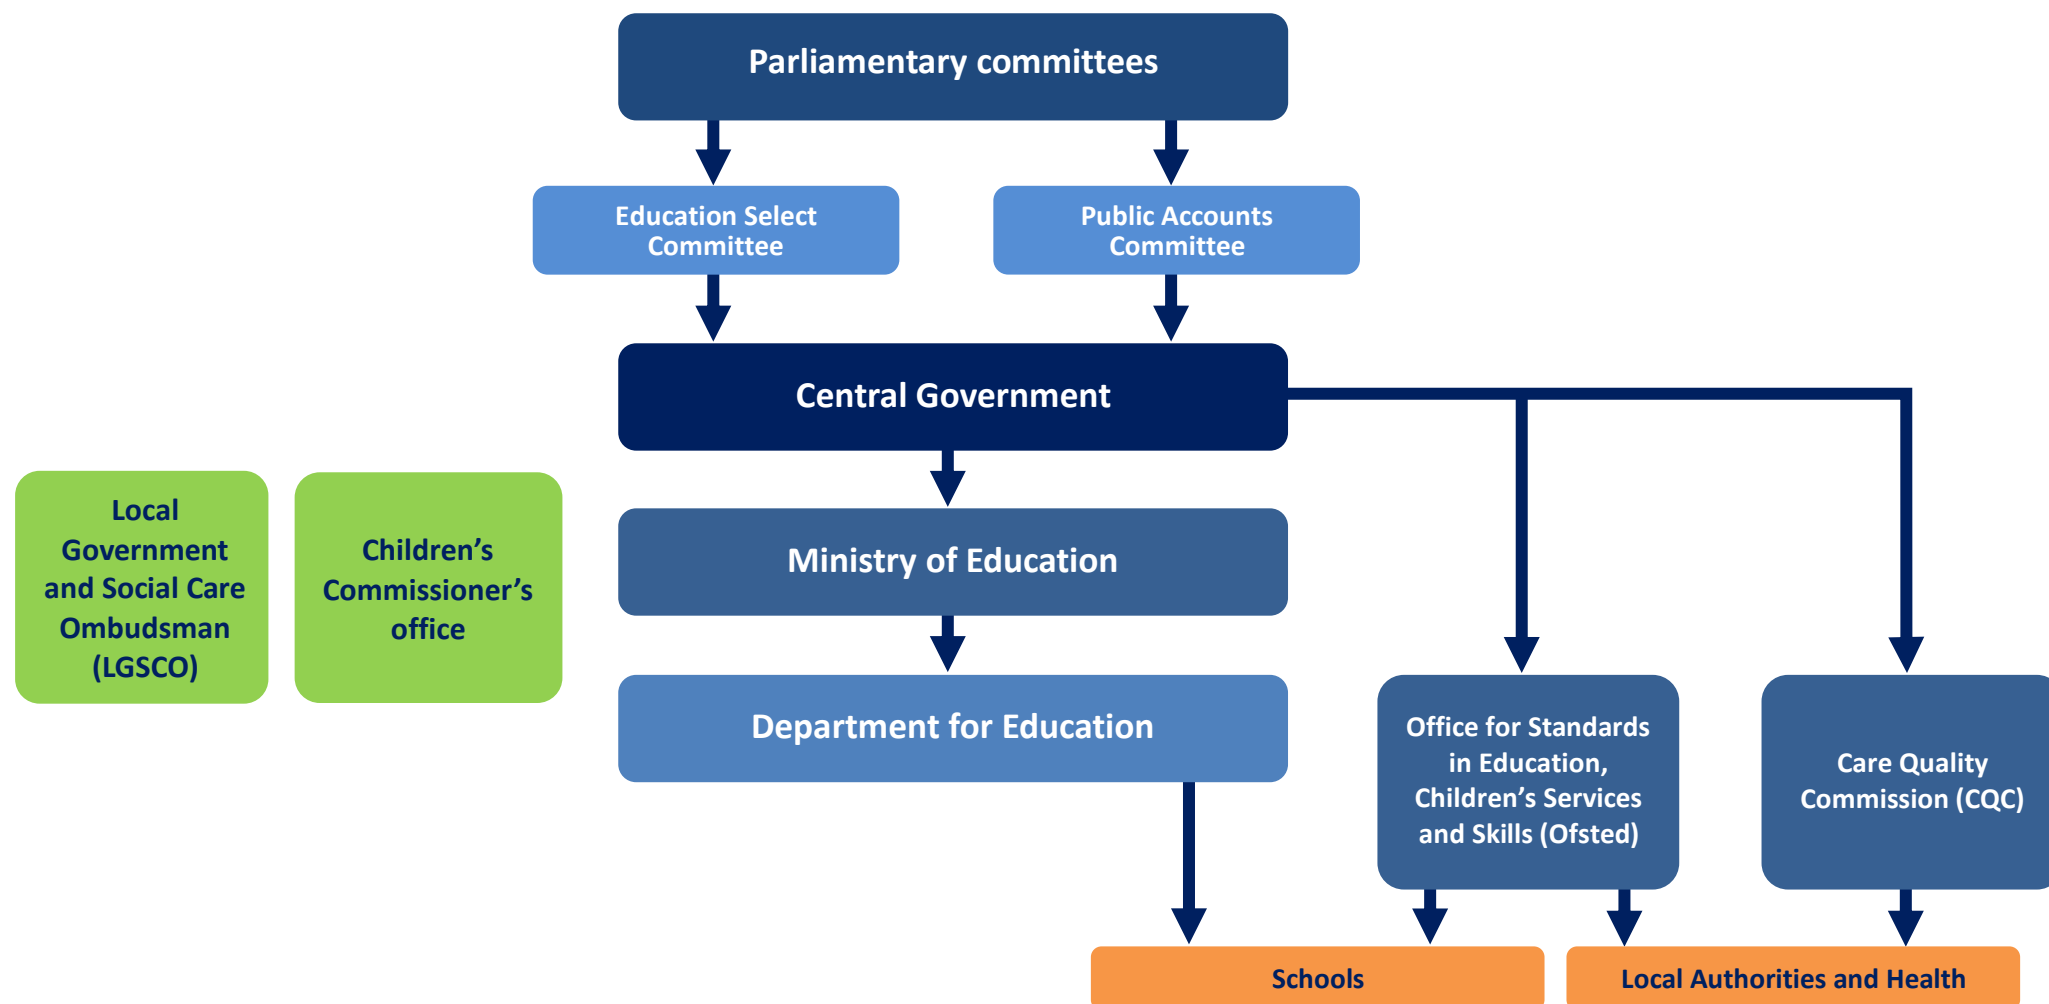 Parliamentary committees
Education Select
Committee
Public Accounts
Committee
Central Government
Local
Government
and Social Care
Ombudsman
(LGSCO)
Children’s
Commissioner’s
office
Ministry of Education
Department for Education
Office for Standards
in Education,
Children’s Services
and Skills (Ofsted)
Care Quality
Commission (CQC)
Schools
Local Authorities and Health